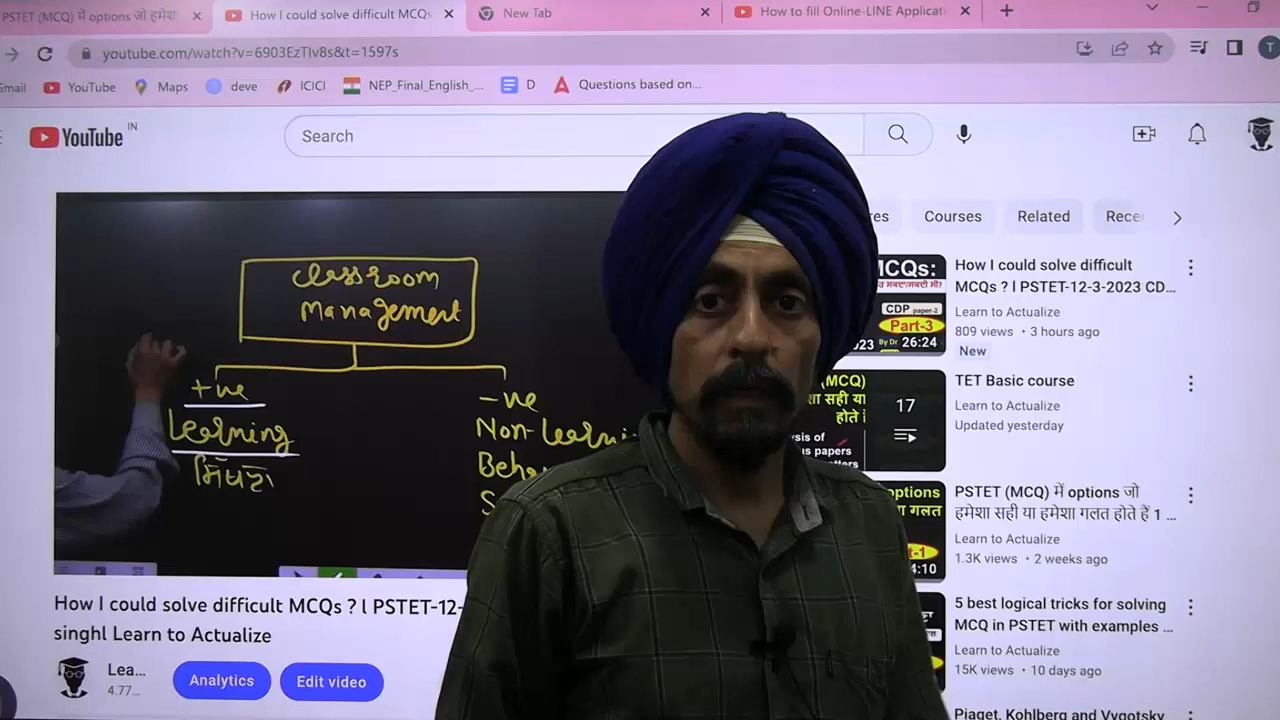 PSTET (MCQ) में options जो हमेशा
How I could solve difficult MCQs
New Tab
How to fill Online-LINE Applicati
youtube.com/watch?v=6903EzTlv8s&t=1597s
Gmail
YouTube
Maps
deve
ICICI
NEP_Final_English_...
D
Questions based on...
YouTube IN
Search
Courses
Related
Classroom
Management
+ve
-ve
Learning
ਸਿੱਖਣਾ
MCQs:
CDP paper-2
Part-3
By Dr 26:24
How I could solve difficult
MCQs ? l PSTET-12-3-2023 CD...
Learn to Actualize
809 views • 3 hours ago
New
(MCQ)
17
TET Basic course
Learn to Actualize
Updated yesterday
options
गलत
PSTET (MCQ) में options जो
हमेशा सही या हमेशा गलत होते हैं 1 ...
Learn to Actualize
1.3K views • 2 weeks ago
5 best logical tricks for solving
MCQ in PSTET with examples ...
Learn to Actualize
15K views • 10 days ago
Piaget, Kohlberg and Vygotsky
How I could solve difficult MCQs ? l PSTET-12-
singhl Learn to Actualize
Lea...
4.77...
Analytics
Edit video